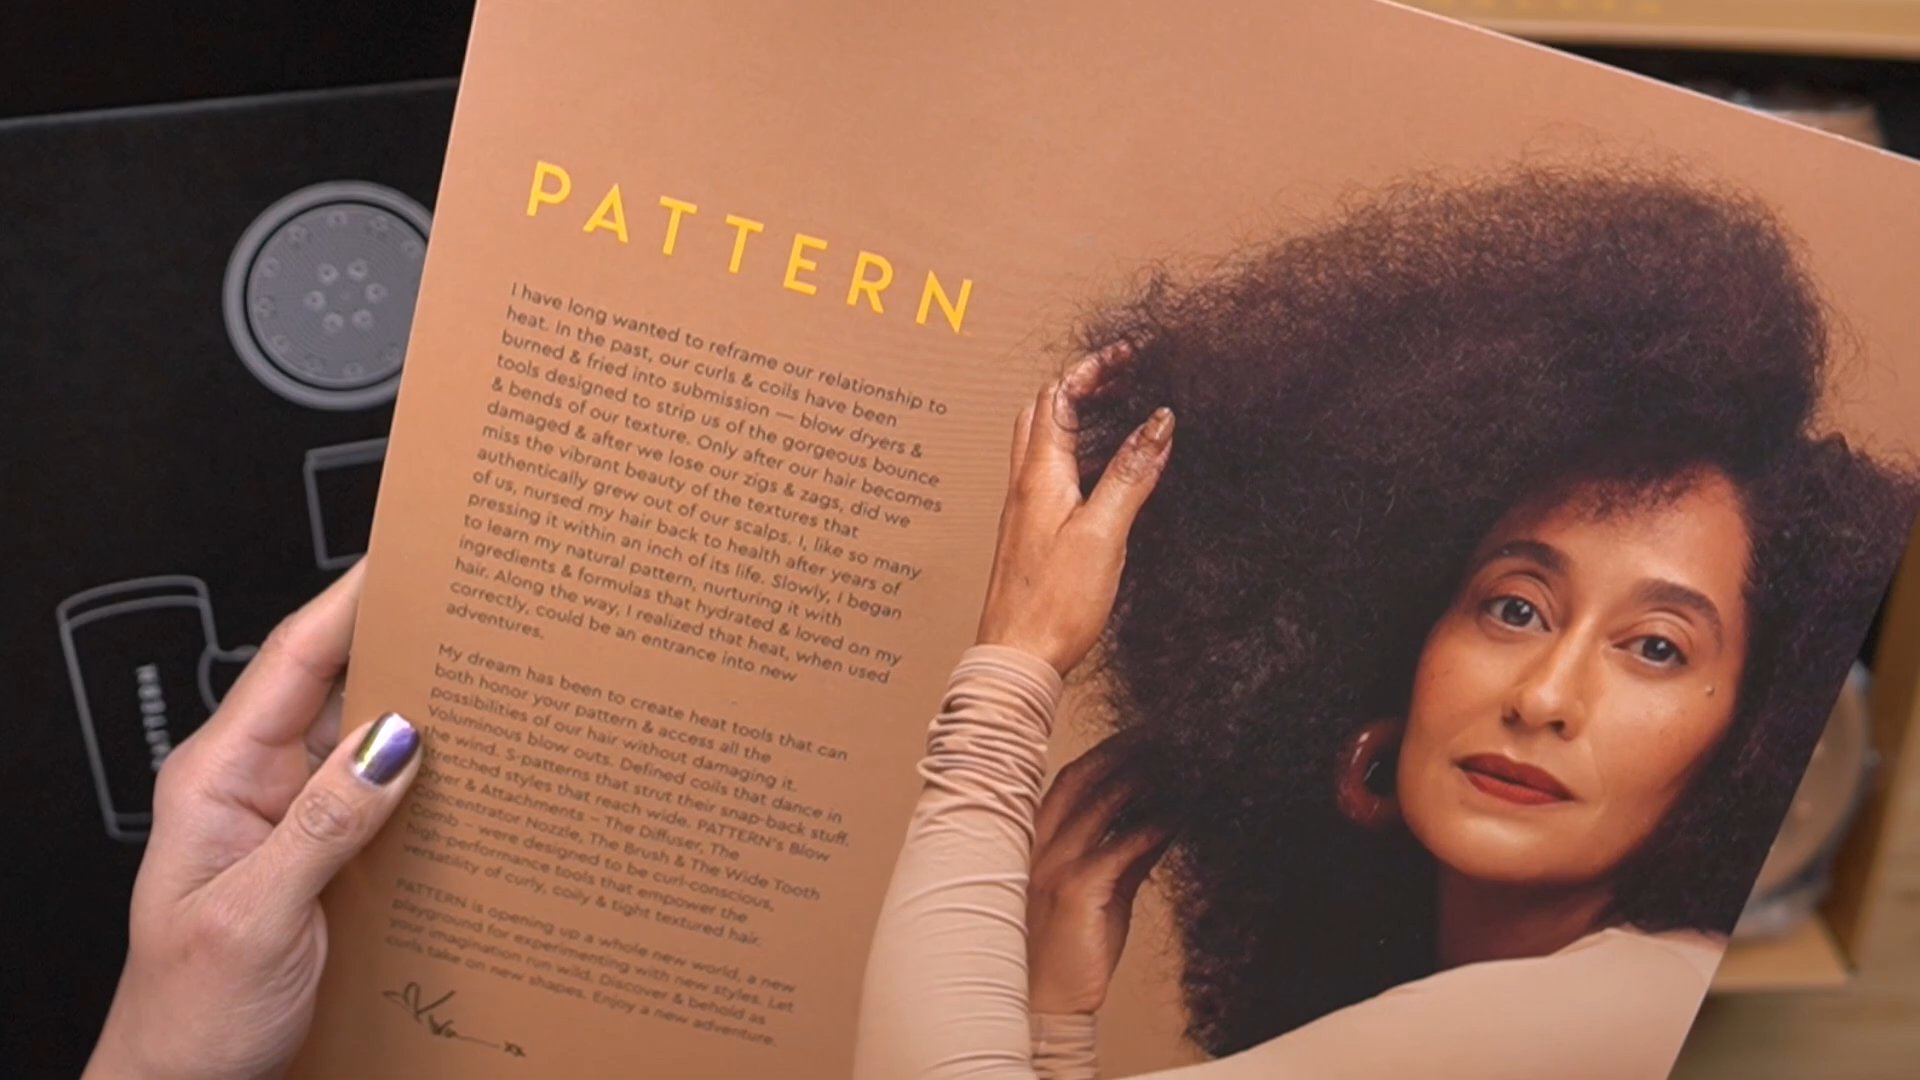 PATTERN
I have long wanted to reframe our relationship to
heat. In the past, our curls & coils have been
burned & fried into submission — blow dryers &
tools designed to strip us of the gorgeous bounce
& bends of our texture. Only after our hair becomes
damaged & after we lose our zigs & zags, did we
miss the vibrant beauty of the textures that
authentically grew out of our scalps. I, like so many
of us, nursed my hair back to health after years of
pressing it within an inch of its life. Slowly, I began
to learn my natural pattern, nurturing it with
ingredients & formulas that hydrated & loved on my
hair. Along the way, I realized that heat, when used
correctly, could be an entrance into new
adventures.
My dream has been to create heat tools that can
both honor your pattern & access all the
possibilities of our hair without damaging it.
Voluminous blow outs. Defined coils that dance in
the wind. S-patterns that strut their snap-back stuff.
Stretched styles that reach wide. PATTERN's Blow
Dryer & Attachments – The Diffuser, The
Concentrator Nozzle, The Brush & The Wide Tooth
Comb – were designed to be curl-conscious,
high-performance tools that empower the
versatility of curly, coily & tight textured hair.
PATTERN is opening up a whole new world, a new
playground for experimenting with new styles. Let
your imagination run wild. Discover & behold as
curls take on new shapes. Enjoy a new adventure.
xx
PATTERN